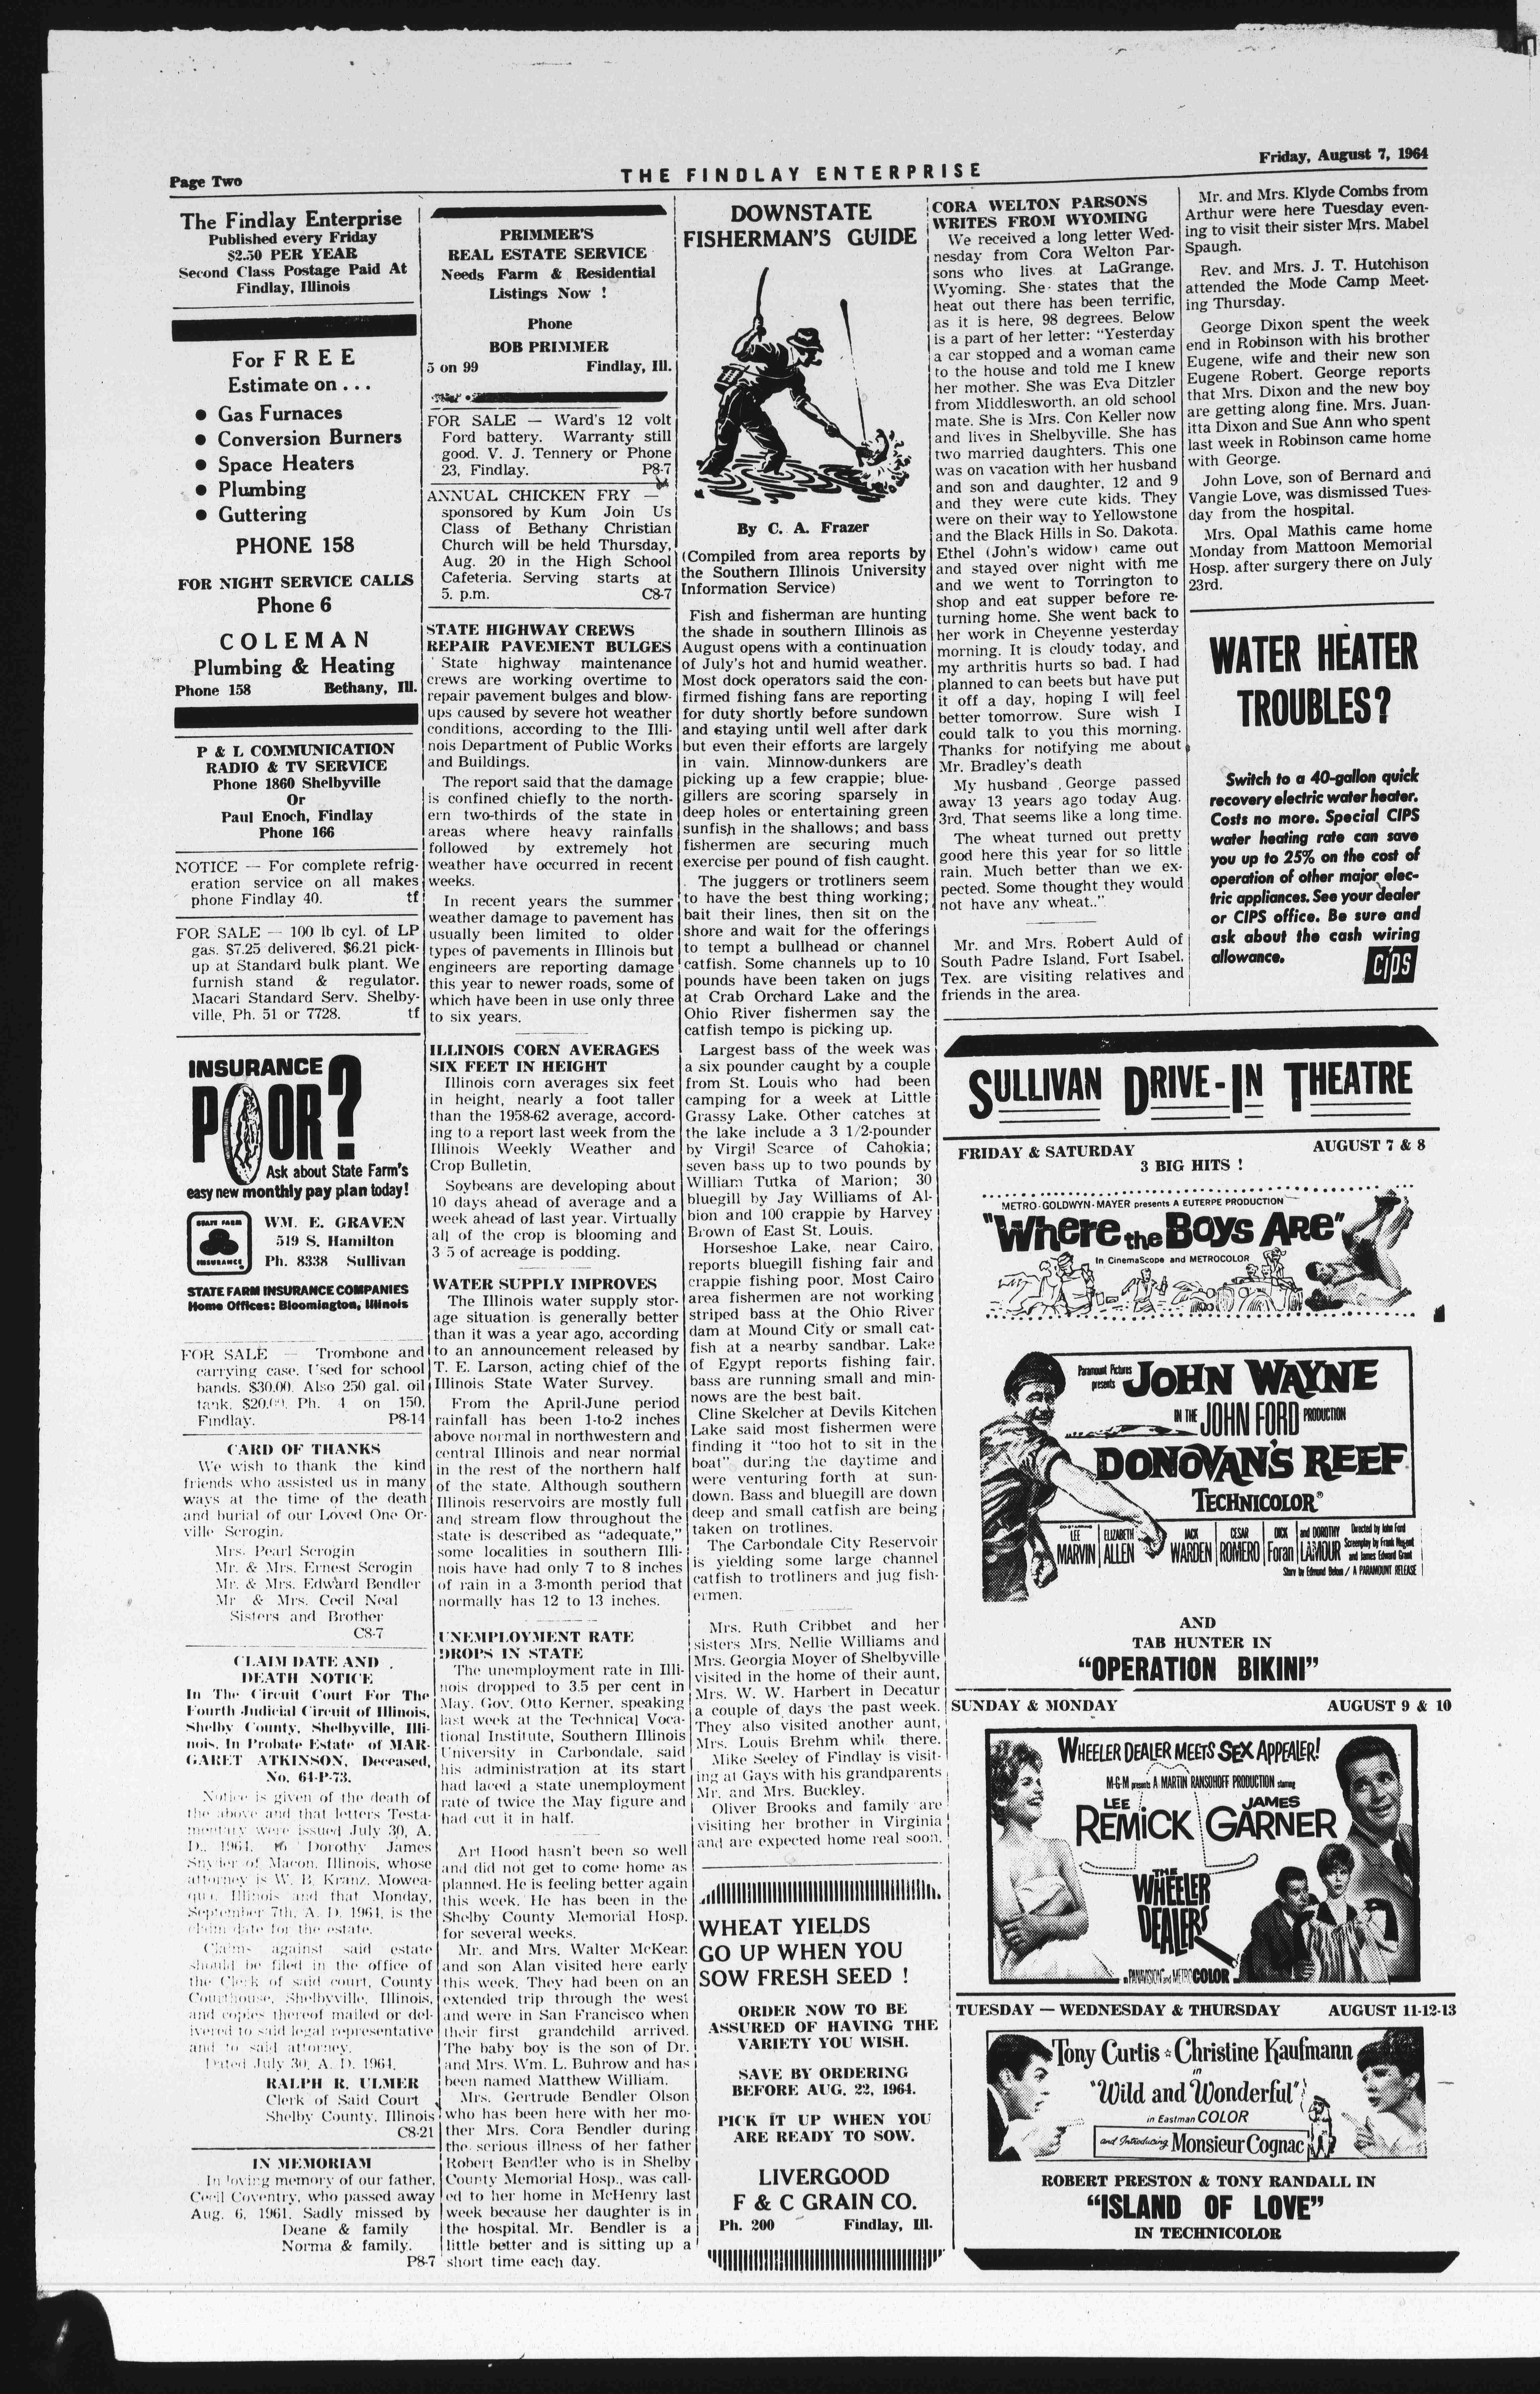 Page Two
THE FINDLAY ENTERPRISE
Friday, August 7, 1964
The Findlay Enterprise
Published every Friday
$2.50 PER YEAR
Second Class Postage Paid At
Findlay, Illinois
For FREE
Estimate on . . .
● Gas Furnaces
● Conversion Burners
● Space Heaters
● Plumbing
● Guttering
PHONE 158
FOR NIGHT SERVICE CALLS
Phone 6
COLEMAN
Plumbing & Heating
Phone 158 Bethany, Ill.
P & L COMMUNICATION
RADIO & TV SERVICE
Phone 1860 Shelbyville
Or
Paul Enoch, Findlay
Phone 166
NOTICE — For complete refrig-
eration service on all makes
phone Findlay 40. tf
FOR SALE — 100 lb cyl. of LP
gas. $7.25 delivered, $6.21 pick-
up at Standard bulk plant. We
furnish stand & regulator.
Macari Standard Serv. Shelby-
ville, Ph. 51 or 7728. tf
INSURANCE
POOR?
Ask about State Farm's
easy new monthly pay plan today!
STATE FARM
INSURANCE
WM. E. GRAVEN
519 S. Hamilton
Ph. 8338 Sullivan
STATE FARM INSURANCE COMPANIES
Home Offices: Bloomington, Illinois
FOR SALE — Trombone and
carrying case. Used for school
bands. $30.00. Also 250 gal. oil
tank. $20.00. Ph. 4 on 150,
Findlay. P8-14
CARD OF THANKS
We wish to thank the kind
friends who assisted us in many
ways at the time of the death
and burial of our Loved One Or-
ville Scrogin.
Mrs. Pearl Scrogin
Mr. & Mrs. Ernest Scrogin
Mr. & Mrs. Edward Bendler
Mr & Mrs. Cecil Neal
Sisters and Brother
C8-7
CLAIM DATE AND
DEATH NOTICE
In The Circuit Court For The
Fourth Judicial Circuit of Illinois,
Shelby County, Shelbyville, Illi-
nois. In Probate Estate of MAR-
GARET ATKINSON, Deceased,
No. 64-P-73.
Notice is given of the death of
the above and that letters Testa-
mentary were issued July 30, A.
D., 1964, to Dorothy James
Snyder of Macon, Illinois, whose
attorney is W. B. Kranz, Mowea-
qua, Illinois and that Monday,
September 7th, A. D. 1964, is the
claim date for the estate.
Claims against said estate
should be filed in the office of
the Clerk of said court, County
Courthouse, Shelbyville, Illinois,
and copies thereof mailed or del-
ivered to said legal representative
and to said attorney.
Dated July 30, A. D. 1964.
RALPH R. ULMER
Clerk of Said Court
Shelby County, Illinois
C8-21
IN MEMORIAM
In loving memory of our father,
Cecil Coventry, who passed away
Aug. 6, 1961. Sadly missed by
Deane & family
Norma & family.
P8-7
PRIMMER'S
REAL ESTATE SERVICE
Needs Farm & Residential
Listings Now !
Phone
BOB PRIMMER
5 on 99 Findlay, Ill.
FOR SALE — Ward's 12 volt
Ford battery. Warranty still
good. V. J. Tennery or Phone
23, Findlay. P8-7
ANNUAL CHICKEN FRY —
sponsored by Kum Join Us
Class of Bethany Christian
Church will be held Thursday,
Aug. 20 in the High School
Cafeteria. Serving starts at
5. p.m. C8-7
STATE HIGHWAY CREWS
REPAIR PAVEMENT BULGES
State highway maintenance
crews are working overtime to
repair pavement bulges and blow-
ups caused by severe hot weather
conditions, according to the Illi-
nois Department of Public Works
and Buildings.
The report said that the damage
is confined chiefly to the north-
ern two-thirds of the state in
areas where heavy rainfalls
followed by extremely hot
weather have occurred in recent
weeks.
In recent years the summer
weather damage to pavement has
usually been limited to older
types of pavements in Illinois but
engineers are reporting damage
this year to newer roads, some of
which have been in use only three
to six years.
ILLINOIS CORN AVERAGES
SIX FEET IN HEIGHT
Illinois corn averages six feet
in height, nearly a foot taller
than the 1958-62 average, accord-
ing to a report last week from the
Illinois Weekly Weather and
Crop Bulletin.
Soybeans are developing about
10 days ahead of average and a
week ahead of last year. Virtually
all of the crop is blooming and
3 5 of acreage is podding.
WATER SUPPLY IMPROVES
The Illinois water supply stor-
age situation is generally better
than it was a year ago, according
to an announcement released by
T. E. Larson, acting chief of the
Illinois State Water Survey.
From the April-June period
rainfall has been 1-to-2 inches
above normal in northwestern and
central Illinois and near normal
in the rest of the northern half
of the state. Although southern
Illinois reservoirs are mostly full
and stream flow throughout the
state is described as "adequate,"
some localities in southern Illi-
nois have had only 7 to 8 inches
of rain in a 3-month period that
normally has 12 to 13 inches.
UNEMPLOYMENT RATE
DROPS IN STATE
The unemployment rate in Illi-
nois dropped to 3.5 per cent in
May. Gov. Otto Kerner, speaking
last week at the Technical Voca-
tional Institute, Southern Illinois
University in Carbondale, said
his administration at its start
had laced a state unemployment
rate of twice the May figure and
had cut it in half.
Art Hood hasn't been so well
and did not get to come home as
planned. He is feeling better again
this week. He has been in the
Shelby County Memorial Hosp.
for several weeks.
Mr. and Mrs. Walter McKean
and son Alan visited here early
this week. They had been on an
extended trip through the west
and were in San Francisco when
their first grandchild arrived.
The baby boy is the son of Dr.
and Mrs. Wm. L. Buhrow and has
been named Matthew William.
Mrs. Gertrude Bendler Olson
who has been here with her mo-
ther Mrs. Cora Bendler during
the serious illness of her father
Robert Bendler who is in Shelby
County Memorial Hosp., was call-
ed to her home in McHenry last
week because her daughter is in
the hospital. Mr. Bendler is a
little better and is sitting up a
short time each day.
DOWNSTATE
FISHERMAN'S GUIDE
By C. A. Frazer
(Compiled from area reports by
the Southern Illinois University
Information Service)
Fish and fisherman are hunting
the shade in southern Illinois as
August opens with a continuation
of July's hot and humid weather.
Most dock operators said the con-
firmed fishing fans are reporting
for duty shortly before sundown
and staying until well after dark
but even their efforts are largely
in vain. Minnow-dunkers are
picking up a few crappie; blue-
gillers are scoring sparsely in
deep holes or entertaining green
sunfish in the shallows; and bass
fishermen are securing much
exercise per pound of fish caught.
The juggers or trotliners seem
to have the best thing working;
bait their lines, then sit on the
shore and wait for the offerings
to tempt a bullhead or channel
catfish. Some channels up to 10
pounds have been taken on jugs
at Crab Orchard Lake and the
Ohio River fishermen say the
catfish tempo is picking up.
Largest bass of the week was
a six pounder caught by a couple
from St. Louis who had been
camping for a week at Little
Grassy Lake. Other catches at
the lake include a 3 1/2-pounder
by Virgil Scarce of Cahokia;
seven bass up to two pounds by
William Tutka of Marion; 30
bluegill by Jay Williams of Al-
bion and 100 crappie by Harvey
Brown of East St. Louis.
Horseshoe Lake, near Cairo,
reports bluegill fishing fair and
crappie fishing poor. Most Cairo
area fishermen are not working
striped bass at the Ohio River
dam at Mound City or small cat-
fish at a nearby sandbar. Lake
of Egypt reports fishing fair,
bass are running small and min-
nows are the best bait.
Cline Skelcher at Devils Kitchen
Lake said most fishermen were
finding it "too hot to sit in the
boat" during the daytime and
were venturing forth at sun-
down. Bass and bluegill are down
deep and small catfish are being
taken on trotlines.
The Carbondale City Reservoir
is yielding some large channel
catfish to trotliners and jug fish-
ermen.
Mrs. Ruth Cribbet and her
sisters Mrs. Nellie Williams and
Mrs. Georgia Moyer of Shelbyville
visited in the home of their aunt,
Mrs. W. W. Harbert in Decatur
a couple of days the past week.
They also visited another aunt,
Mrs. Louis Brehm while there.
Mike Seeley of Findlay is visit-
ing at Gays with his grandparents
Mr. and Mrs. Buckley.
Oliver Brooks and family are
visiting her brother in Virginia
and are expected home real soon.
WHEAT YIELDS
GO UP WHEN YOU
SOW FRESH SEED !
ORDER NOW TO BE
ASSURED OF HAVING THE
VARIETY YOU WISH.
SAVE BY ORDERING
BEFORE AUG. 22, 1964.
PICK IT UP WHEN YOU
ARE READY TO SOW.
LIVERGOOD
F & C GRAIN CO.
Ph. 200 Findlay, Ill.
CORA WELTON PARSONS
WRITES FROM WYOMING
We received a long letter Wed-
nesday from Cora Welton Par-
sons who lives at LaGrange,
Wyoming. She states that the
heat out there has been terrific,
as it is here, 98 degrees. Below
is a part of her letter: "Yesterday
a car stopped and a woman came
to the house and told me I knew
her mother. She was Eva Ditzler
from Middlesworth, an old school
mate. She is Mrs. Con Keller now
and lives in Shelbyville. She has
two married daughters. This one
was on vacation with her husband
and son and daughter, 12 and 9
and they were cute kids. They
were on their way to Yellowstone
and the Black Hills in So. Dakota.
Ethel (John's widow) came out
and stayed over night with me
and we went to Torrington to
shop and eat supper before re-
turning home. She went back to
her work in Cheyenne yesterday
morning. It is cloudy today, and
my arthritis hurts so bad. I had
planned to can beets but have put
it off a day, hoping I will feel
better tomorrow. Sure wish I
could talk to you this morning.
Thanks for notifying me about
Mr. Bradley's death
My husband , George passed
away 13 years ago today Aug.
3rd. That seems like a long time.
The wheat turned out pretty
good here this year for so little
rain. Much better than we ex-
pected. Some thought they would
not have any wheat.."
Mr. and Mrs. Robert Auld of
South Padre Island, Fort Isabel,
Tex. are visiting relatives and
friends in the area.
Mr. and Mrs. Klyde Combs from
Arthur were here Tuesday even-
ing to visit their sister Mrs. Mabel
Spaugh.
Rev. and Mrs. J. T. Hutchison
attended the Mode Camp Meet-
ing Thursday.
George Dixon spent the week
end in Robinson with his brother
Eugene, wife and their new son
Eugene Robert. George reports
that Mrs. Dixon and the new boy
are getting along fine. Mrs. Juan-
itta Dixon and Sue Ann who spent
last week in Robinson came home
with George.
John Love, son of Bernard and
Vangie Love, was dismissed Tues-
day from the hospital.
Mrs. Opal Mathis came home
Monday from Mattoon Memorial
Hosp. after surgery there on July
23rd.
WATER HEATER
TROUBLES?
Switch to a 40-gallon quick
recovery electric water heater.
Costs no more. Special CIPS
water heating rate can save
you up to 25% on the cost of
operation of other major elec-
tric appliances. See your dealer
or CIPS office. Be sure and
ask about the cash wiring
allowance.
CIPS
SULLIVAN DRIVE-IN THEATRE
FRIDAY & SATURDAY AUGUST 7 & 8
3 BIG HITS !
METRO-GOLDWYN-MAYER presents A EUTERPE PRODUCTION
"Where the Boys Are"
In CinemaScope and METROCOLOR
Paramount Pictures presents
JOHN WAYNE
IN THE JOHN FORD PRODUCTION
DONOVAN'S REEF
TECHNICOLOR®
CO-STARRING
LEE MARVIN
ELIZABETH ALLEN
JACK WARDEN
CESAR ROMERO
DICK Foran
and DOROTHY LAMOUR
Directed by John Ford
Screenplay by Frank Nugent
and James Edward Grant
Story by Edmund Beloin / A PARAMOUNT RELEASE
AND
TAB HUNTER IN
"OPERATION BIKINI"
SUNDAY & MONDAY AUGUST 9 & 10
WHEELER DEALER MEETS SEX APPEALER!
M-G-M presents A MARTIN RANSOHOFF PRODUCTION starring
LEE REMICK
JAMES GARNER
THE WHEELER DEALERS
in PANAVISION and METROCOLOR
TUESDAY — WEDNESDAY & THURSDAY AUGUST 11-12-13
Tony Curtis Christine Kaufmann
in
"Wild and Wonderful"
in Eastman COLOR
and Introducing Monsieur Cognac
ROBERT PRESTON & TONY RANDALL IN
"ISLAND OF LOVE"
IN TECHNICOLOR